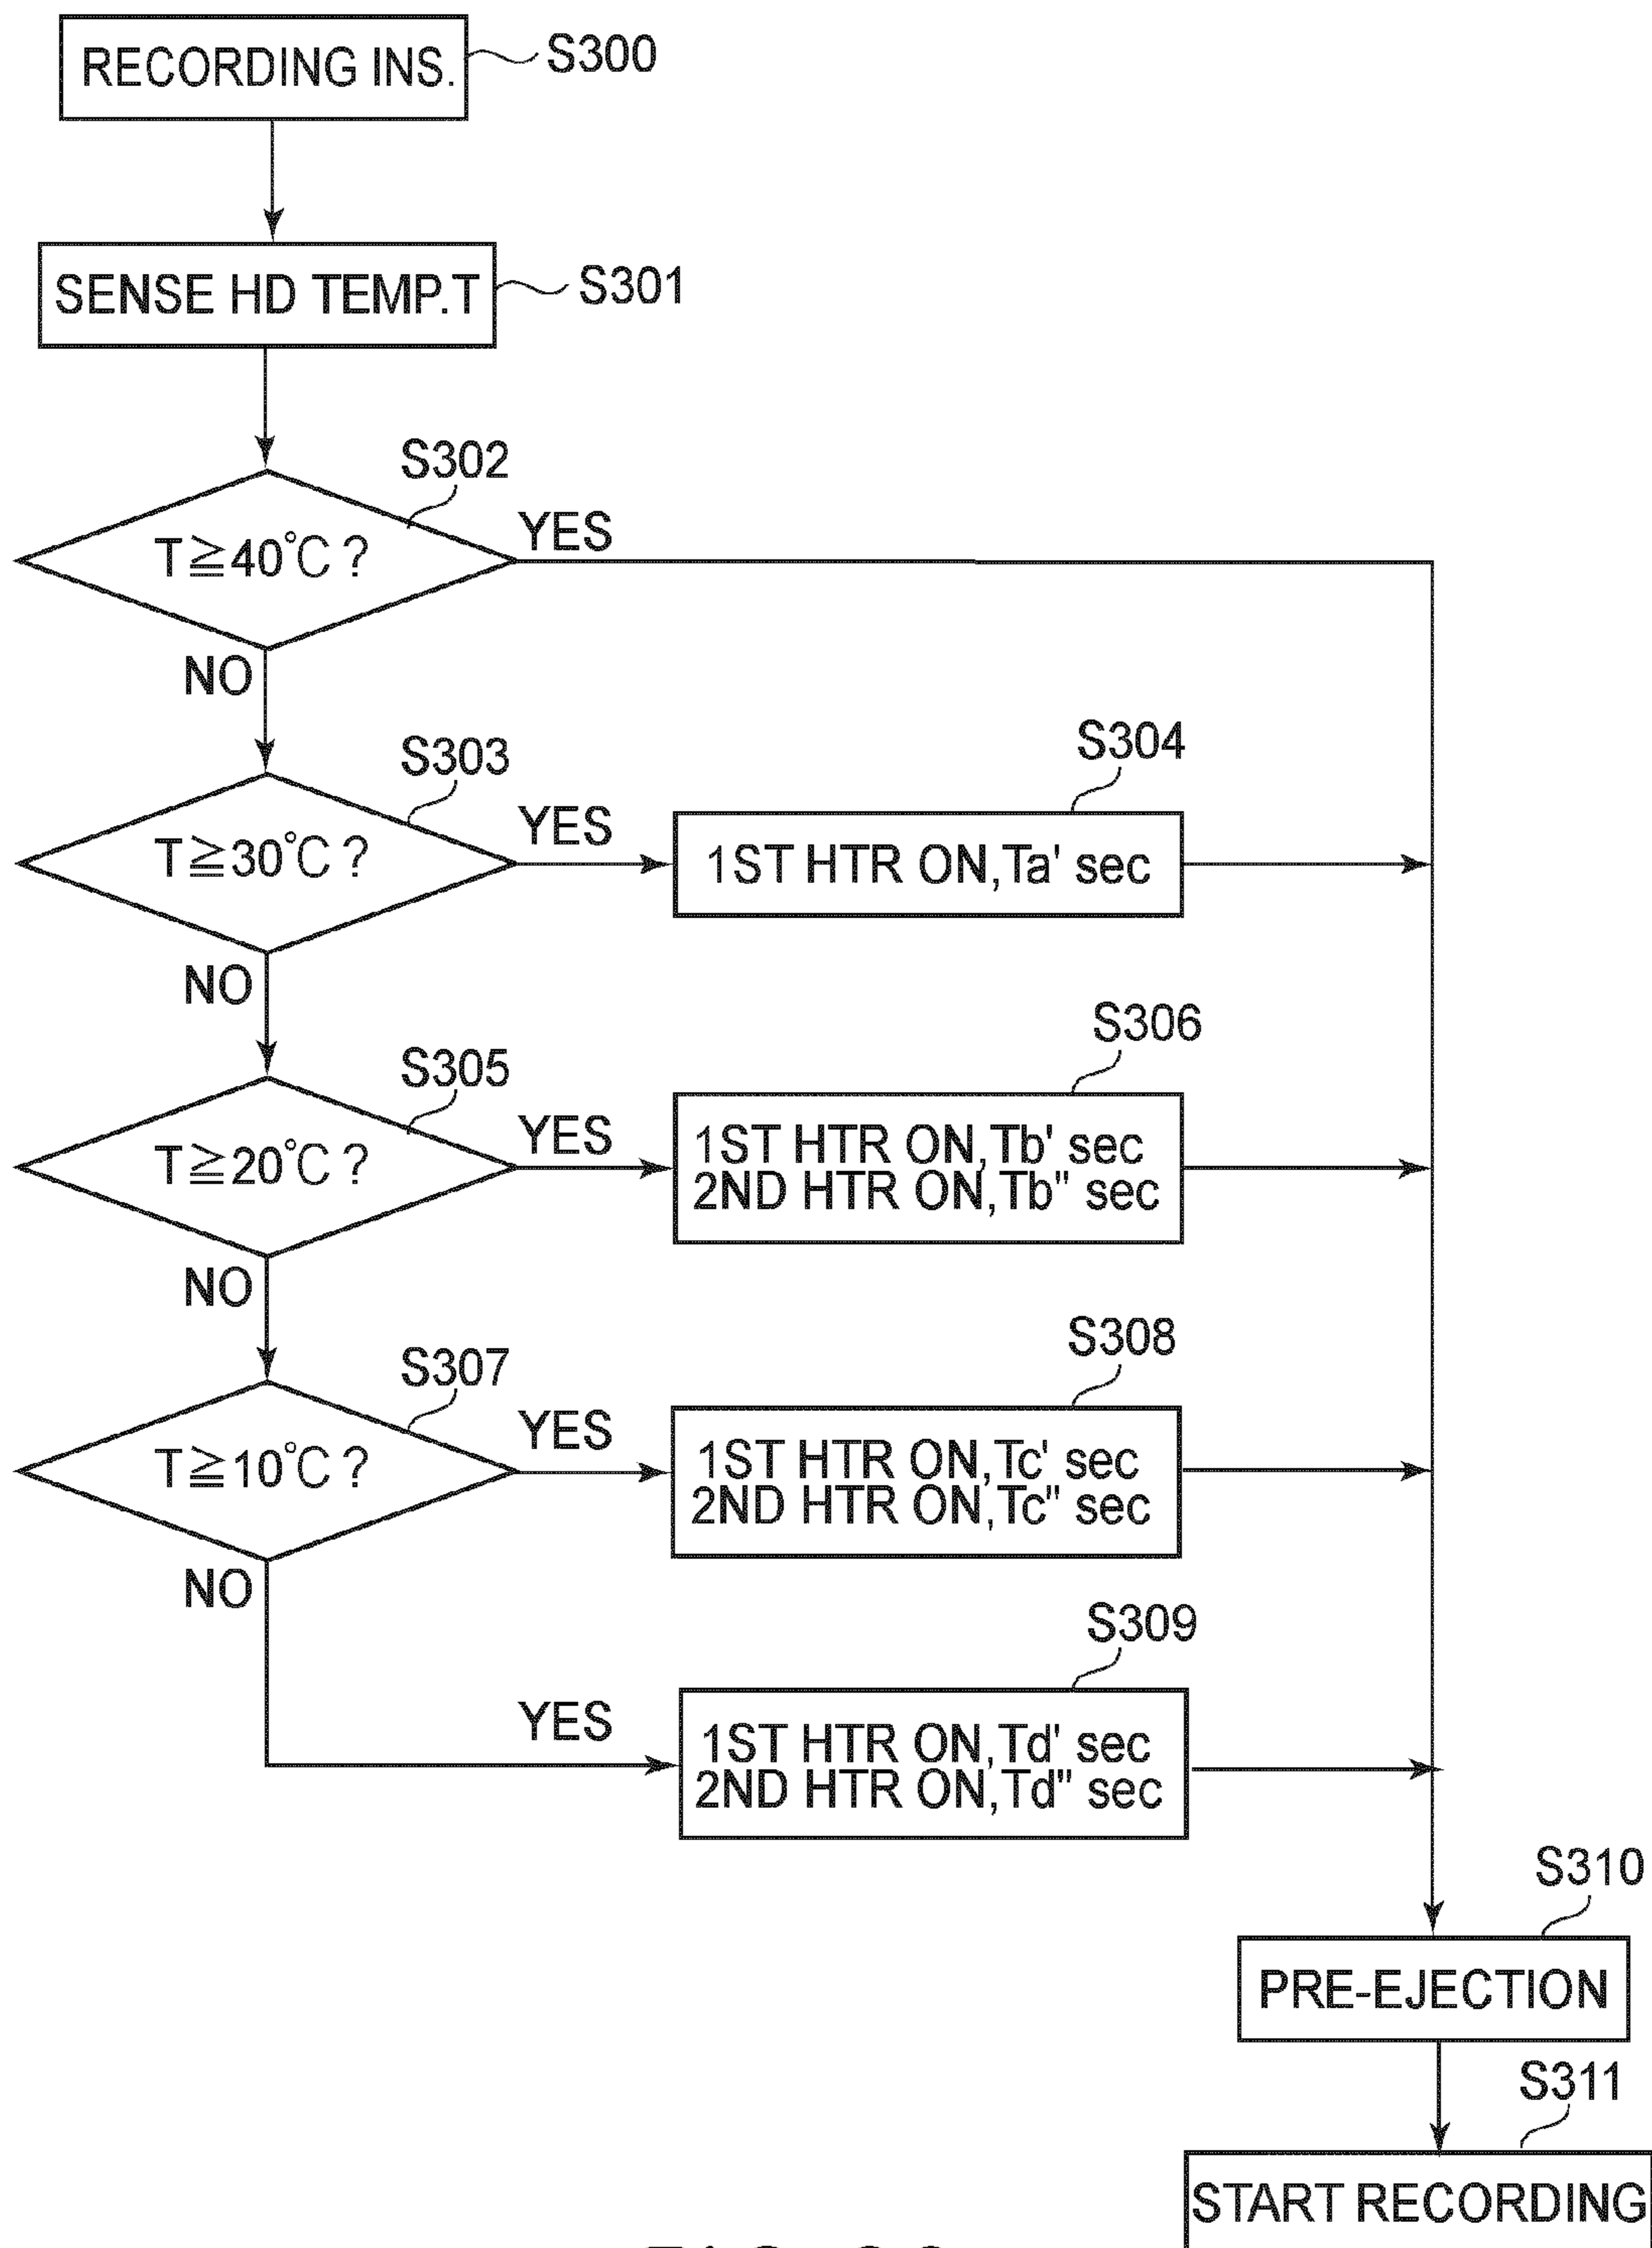 RECORDING INS.
S300
SENSE HD TEMP.T
S301
S302
T≧40℃?
YES
NO
S303
T≧30℃?
YES
S304
1ST HTR ON,Ta' sec
NO
S305
T≧20℃?
YES
S306
1ST HTR ON,Tb' sec
2ND HTR ON,Tb" sec
NO
S307
T≧10℃?
YES
S308
1ST HTR ON,Tc' sec
2ND HTR ON,Tc" sec
NO
YES
S309
1ST HTR ON,Td' sec
2ND HTR ON,Td" sec
S310
PRE-EJECTION
S311
START RECORDING